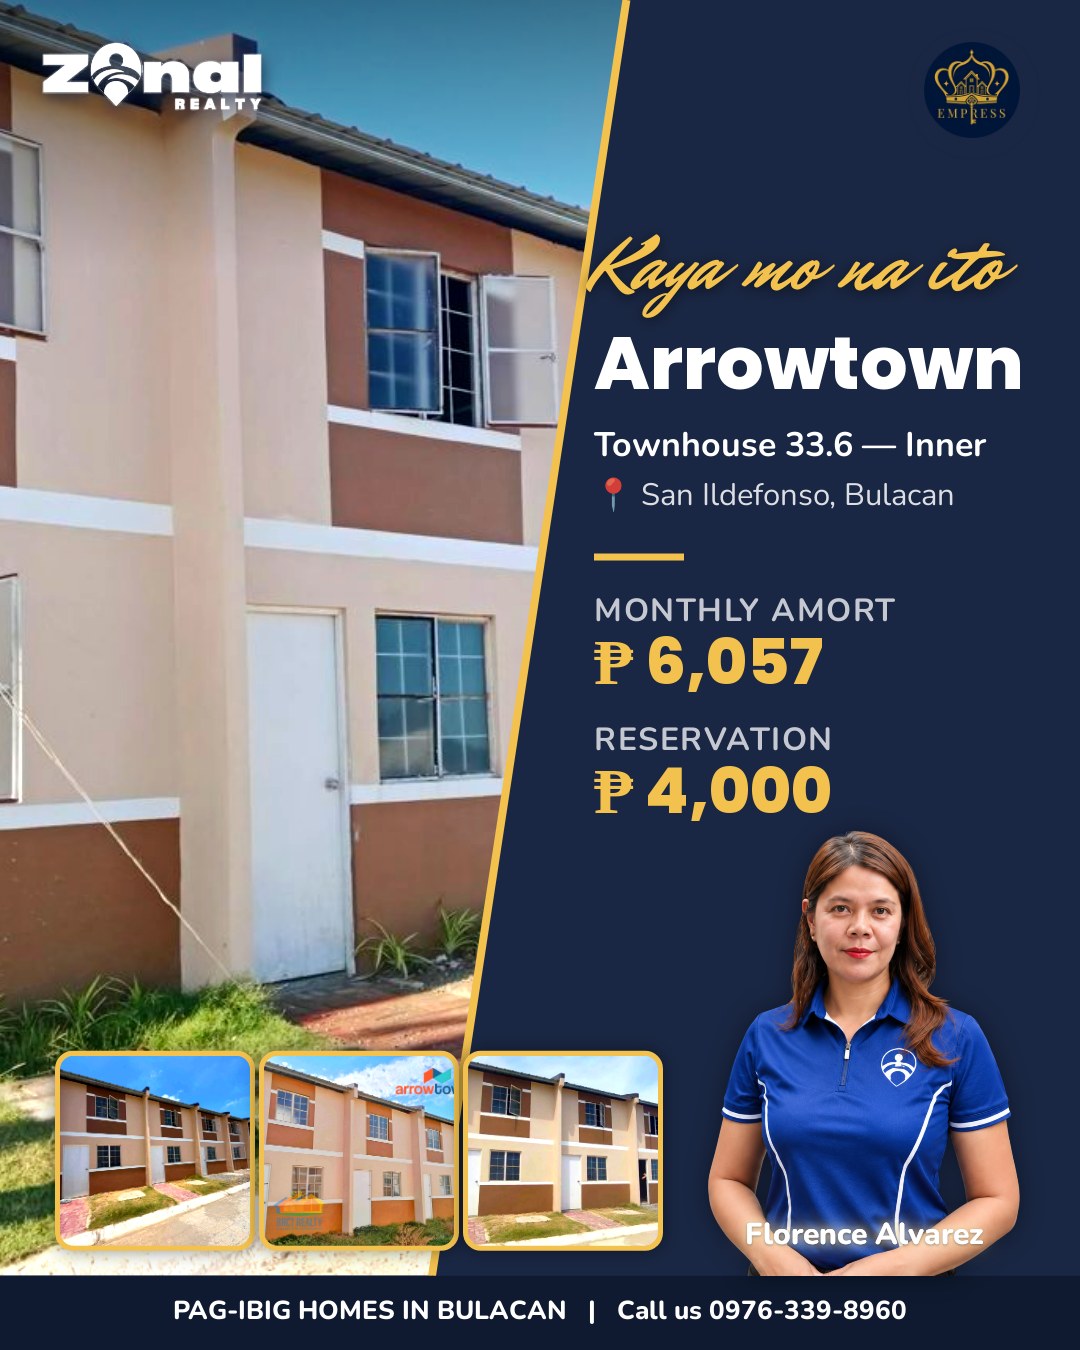 Zonal
REALTY
EMPRESS
Kaya mo na ito
Arrowtown
Townhouse 33.6 — Inner
📍 San Ildefonso, Bulacan
MONTHLY AMORT
₱ 6,057
RESERVATION
₱ 4,000
Florence Alvarez
PAG-IBIG HOMES IN BULACAN | Call us 0976-339-8960